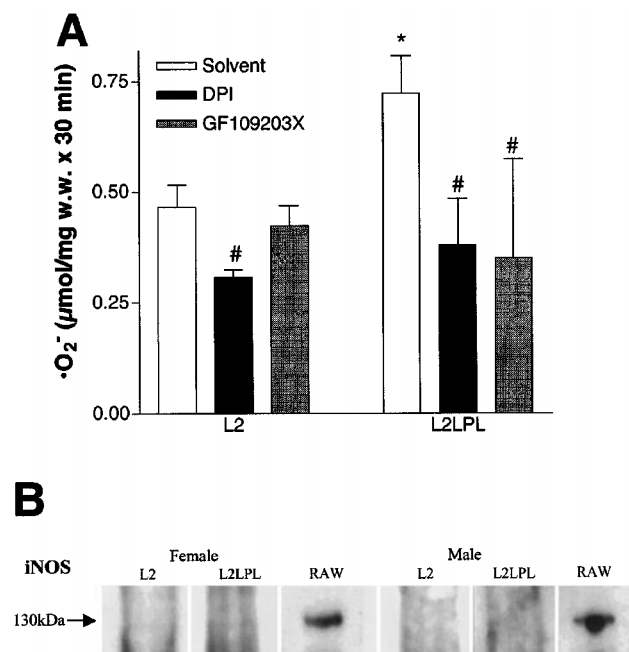 A
Solvent
DPI
GF109203X
*
#
#
#
0.75
0.50
0.25
0.00
•O₂⁻ (µmol/mg w.w. x 30 min)
L2 L2LPL
B
iNOS
Female Male
L2 L2LPL RAW L2 L2LPL RAW
130kDa